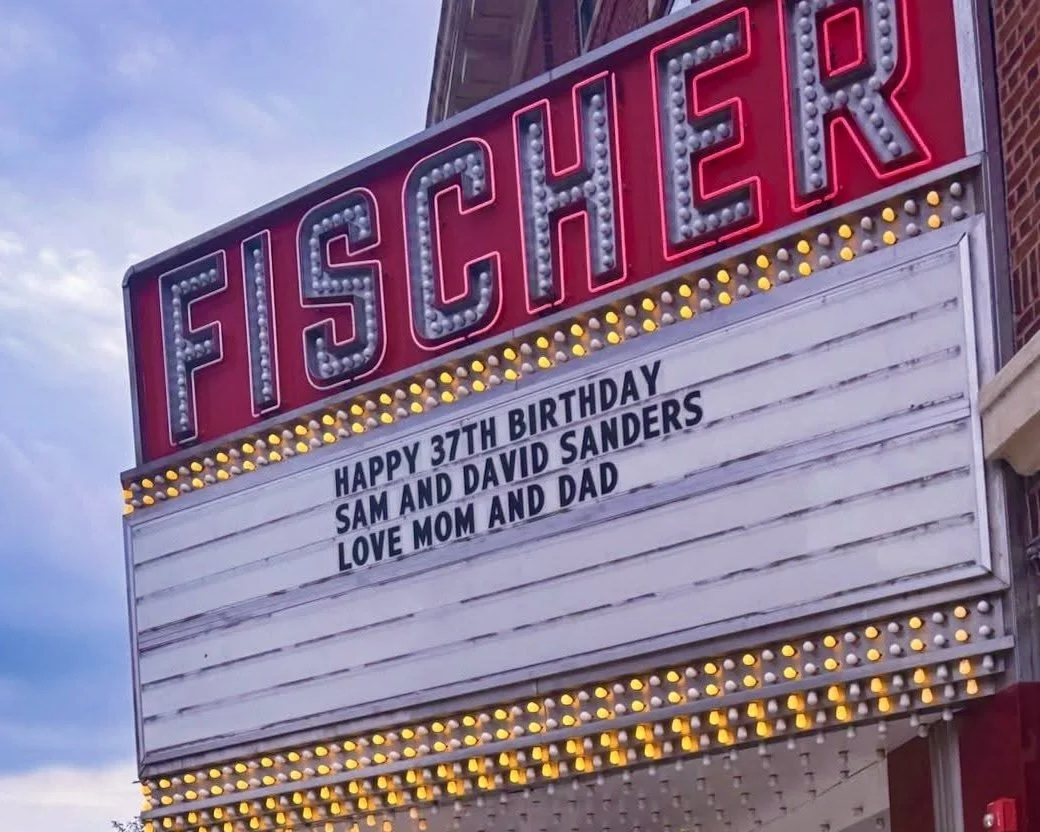 FISCHER
HAPPY 37TH BIRTHDAY
SAM AND DAVID SANDERS
LOVE MOM AND DAD